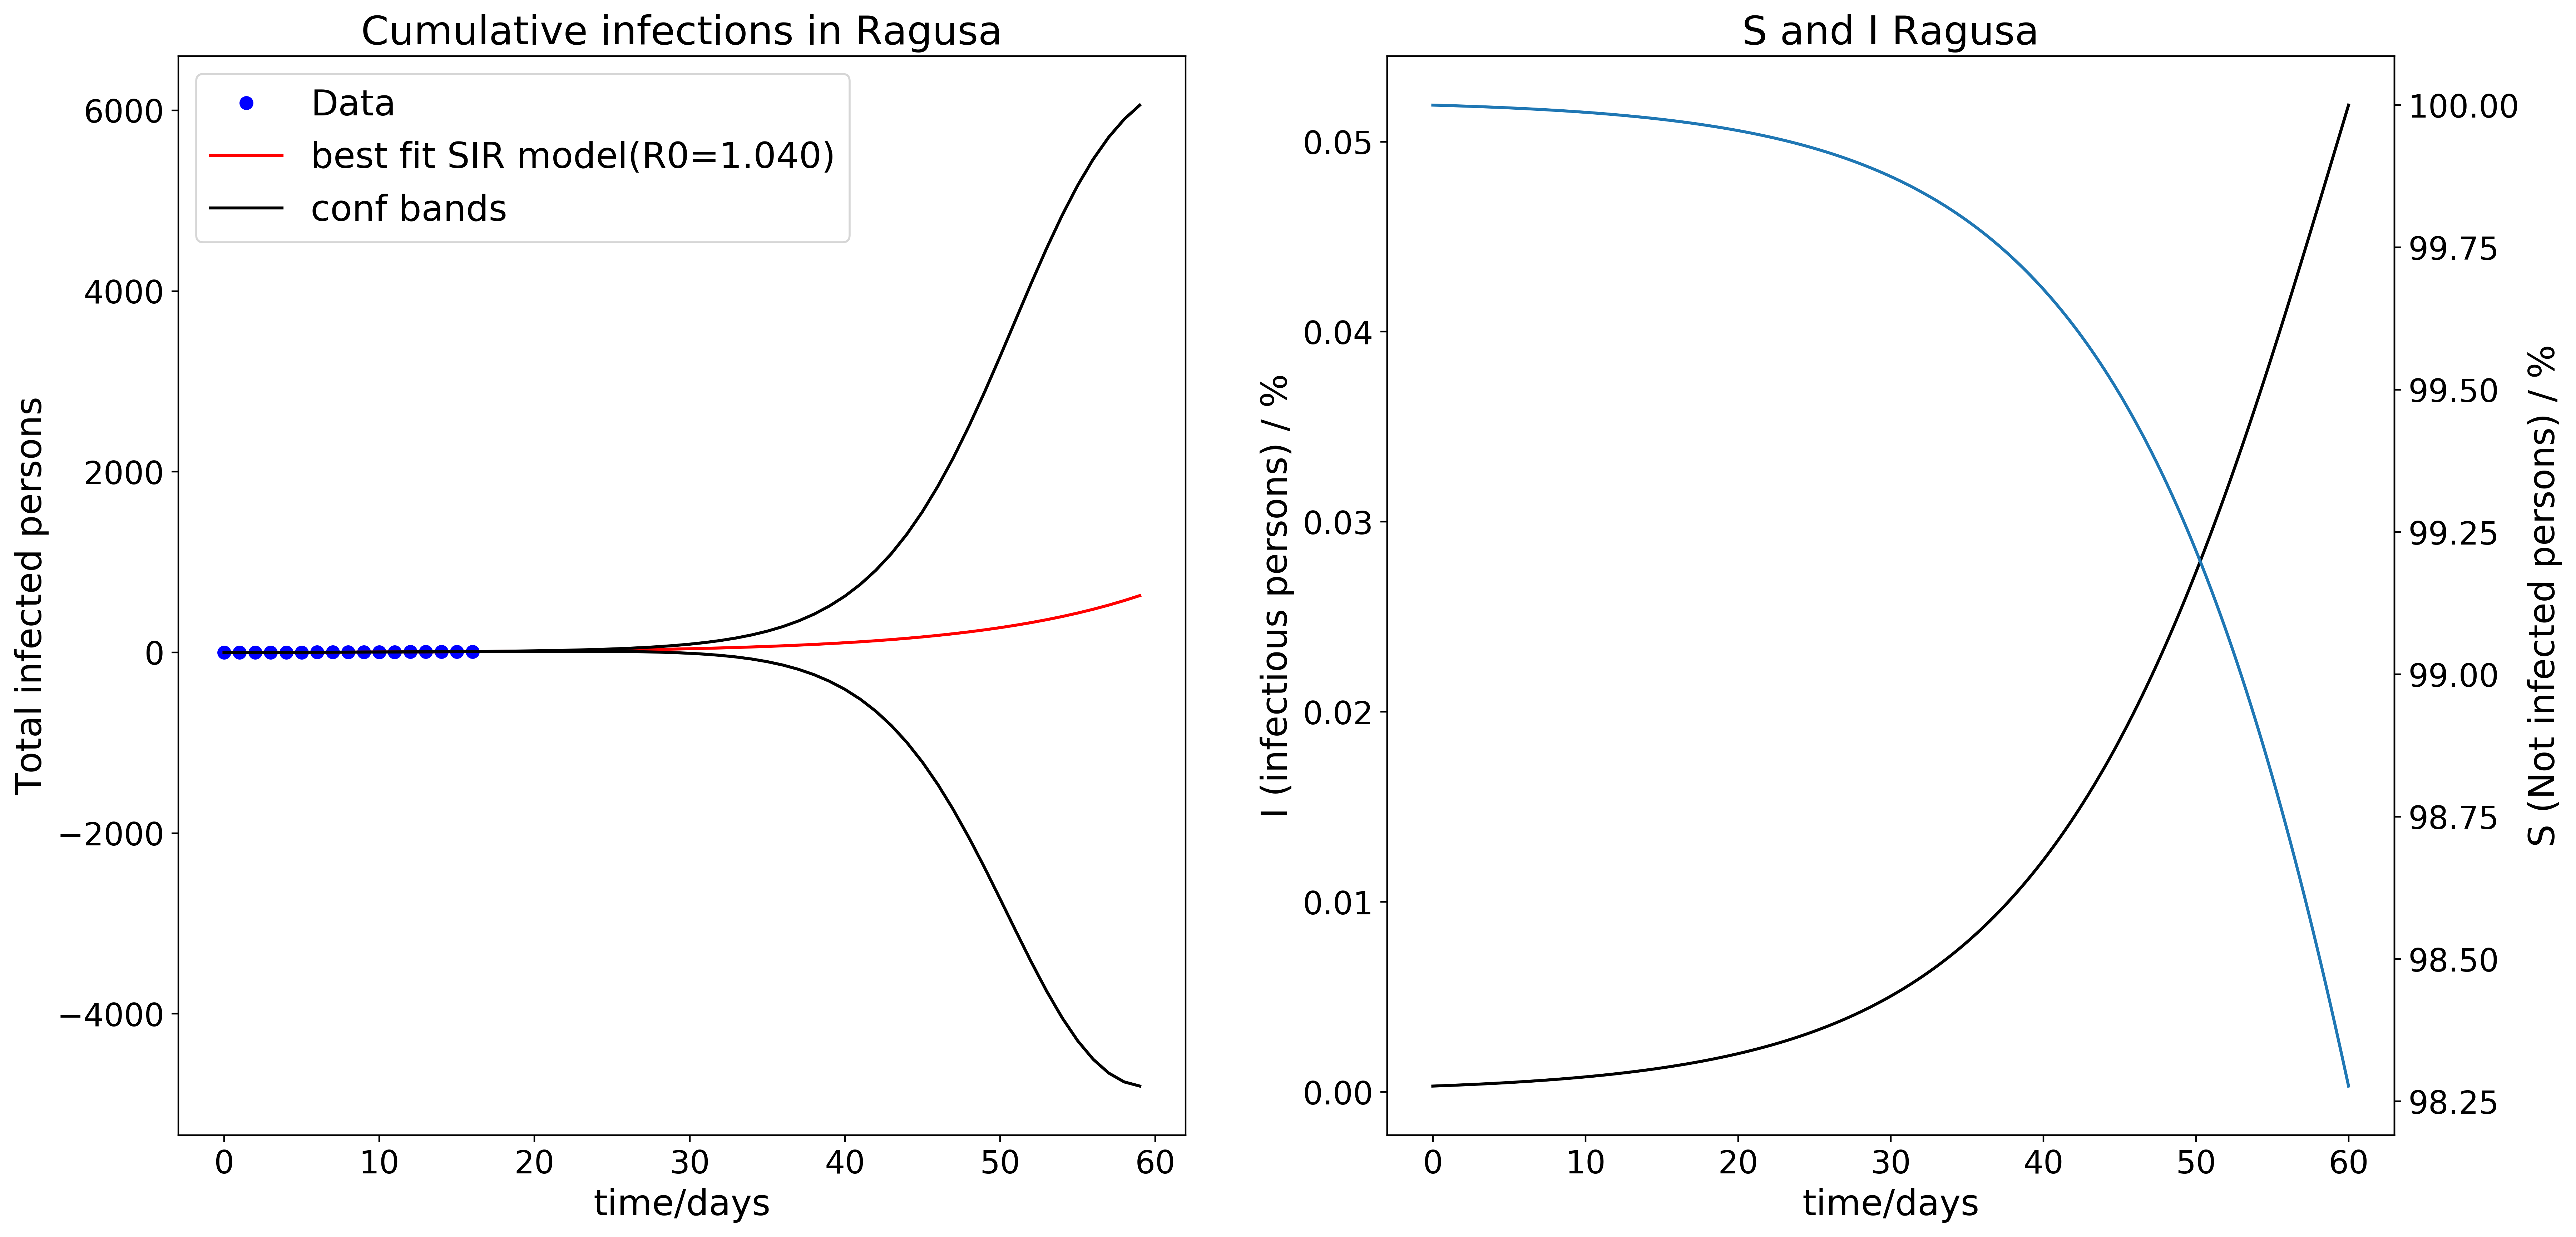 Cumulative infections in Ragusa
Data
best fit SIR model(R0=1.040)
conf bands
6000
4000
2000
0
−2000
−4000
Total infected persons
0 10 20 30 40 50 60
time/days
S and I Ragusa
0.05
0.04
0.03
0.02
0.01
0.00
I (infectious persons) / %
100.00
99.75
99.50
99.25
99.00
98.75
98.50
98.25
S (Not infected persons) / %
0 10 20 30 40 50 60
time/days